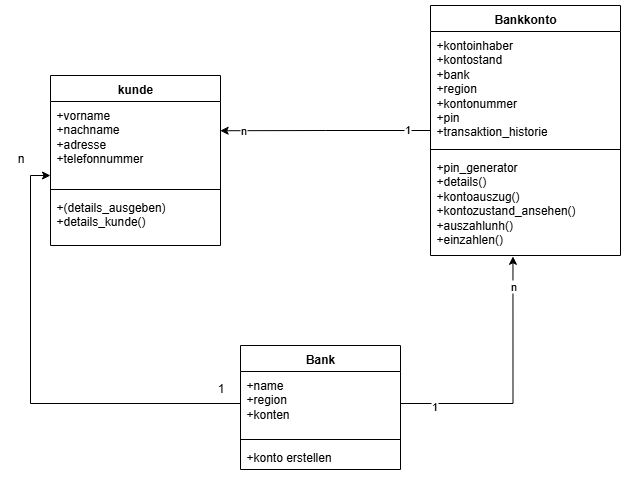 Bankkonto
+kontoinhaber
+kontostand
+bank
+region
+kontonummer
+pin
+transaktion_historie
+pin_generator
+details()
+kontoauszug()
+kontozustand_ansehen()
+auszahlunh()
+einzahlen()
kunde
+vorname
+nachname
+adresse
+telefonnummer
+(details_ausgeben)
+details_kunde()
n
1
n
n
1
1
Bank
+name
+region
+konten
+konto erstellen